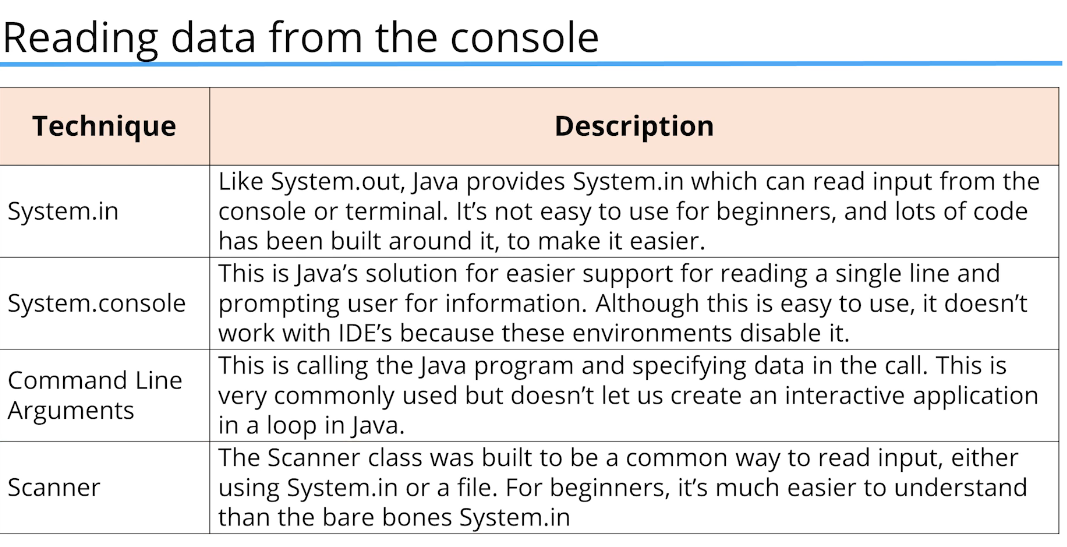 Reading data from the console
Technique
Description
System.in
Like System.out, Java provides System.in which can read input from the
console or terminal. It’s not easy to use for beginners, and lots of code
has been built around it, to make it easier.
System.console
This is Java’s solution for easier support for reading a single line and
prompting user for information. Although this is easy to use, it doesn’t
work with IDE’s because these environments disable it.
Command Line
Arguments
This is calling the Java program and specifying data in the call. This is
very commonly used but doesn’t let us create an interactive application
in a loop in Java.
Scanner
The Scanner class was built to be a common way to read input, either
using System.in or a file. For beginners, it’s much easier to understand
than the bare bones System.in